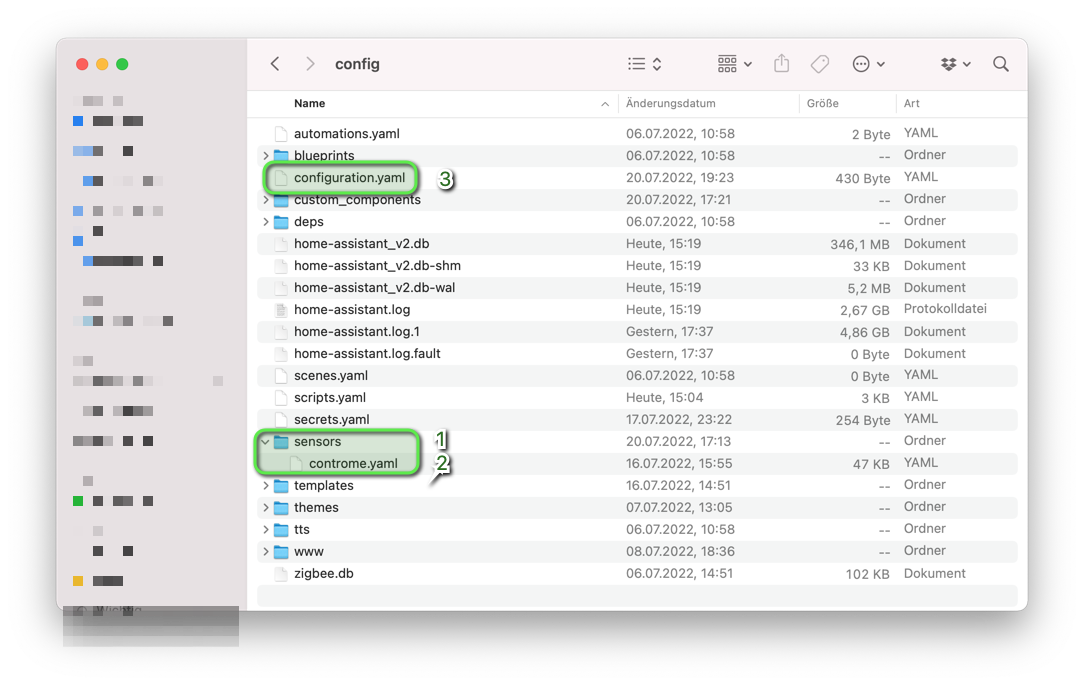 config
Name Änderungsdatum Größe Art
automations.yaml 06.07.2022, 10:58 2 Byte YAML
blueprints 06.07.2022, 10:58 -- Ordner
configuration.yaml 20.07.2022, 19:23 430 Byte YAML
3
custom_components 20.07.2022, 17:21 -- Ordner
deps 06.07.2022, 10:58 -- Ordner
home-assistant_v2.db Heute, 15:19 346,1 MB Dokument
home-assistant_v2.db-shm Heute, 15:19 33 KB Dokument
home-assistant_v2.db-wal Heute, 15:19 5,2 MB Dokument
home-assistant.log Heute, 15:19 2,67 GB Protokolldatei
home-assistant.log.1 Gestern, 17:37 4,86 GB Dokument
home-assistant.log.fault Gestern, 17:37 0 Byte Dokument
scenes.yaml 06.07.2022, 10:58 0 Byte YAML
scripts.yaml Heute, 15:04 3 KB YAML
secrets.yaml 17.07.2022, 23:22 254 Byte YAML
sensors 1 20.07.2022, 17:13 -- Ordner
controme.yaml 2 16.07.2022, 15:55 47 KB YAML
templates 16.07.2022, 14:51 -- Ordner
themes 07.07.2022, 13:05 -- Ordner
tts 06.07.2022, 10:58 -- Ordner
www 08.07.2022, 18:36 -- Ordner
zigbee.db 06.07.2022, 14:51 102 KB Dokument